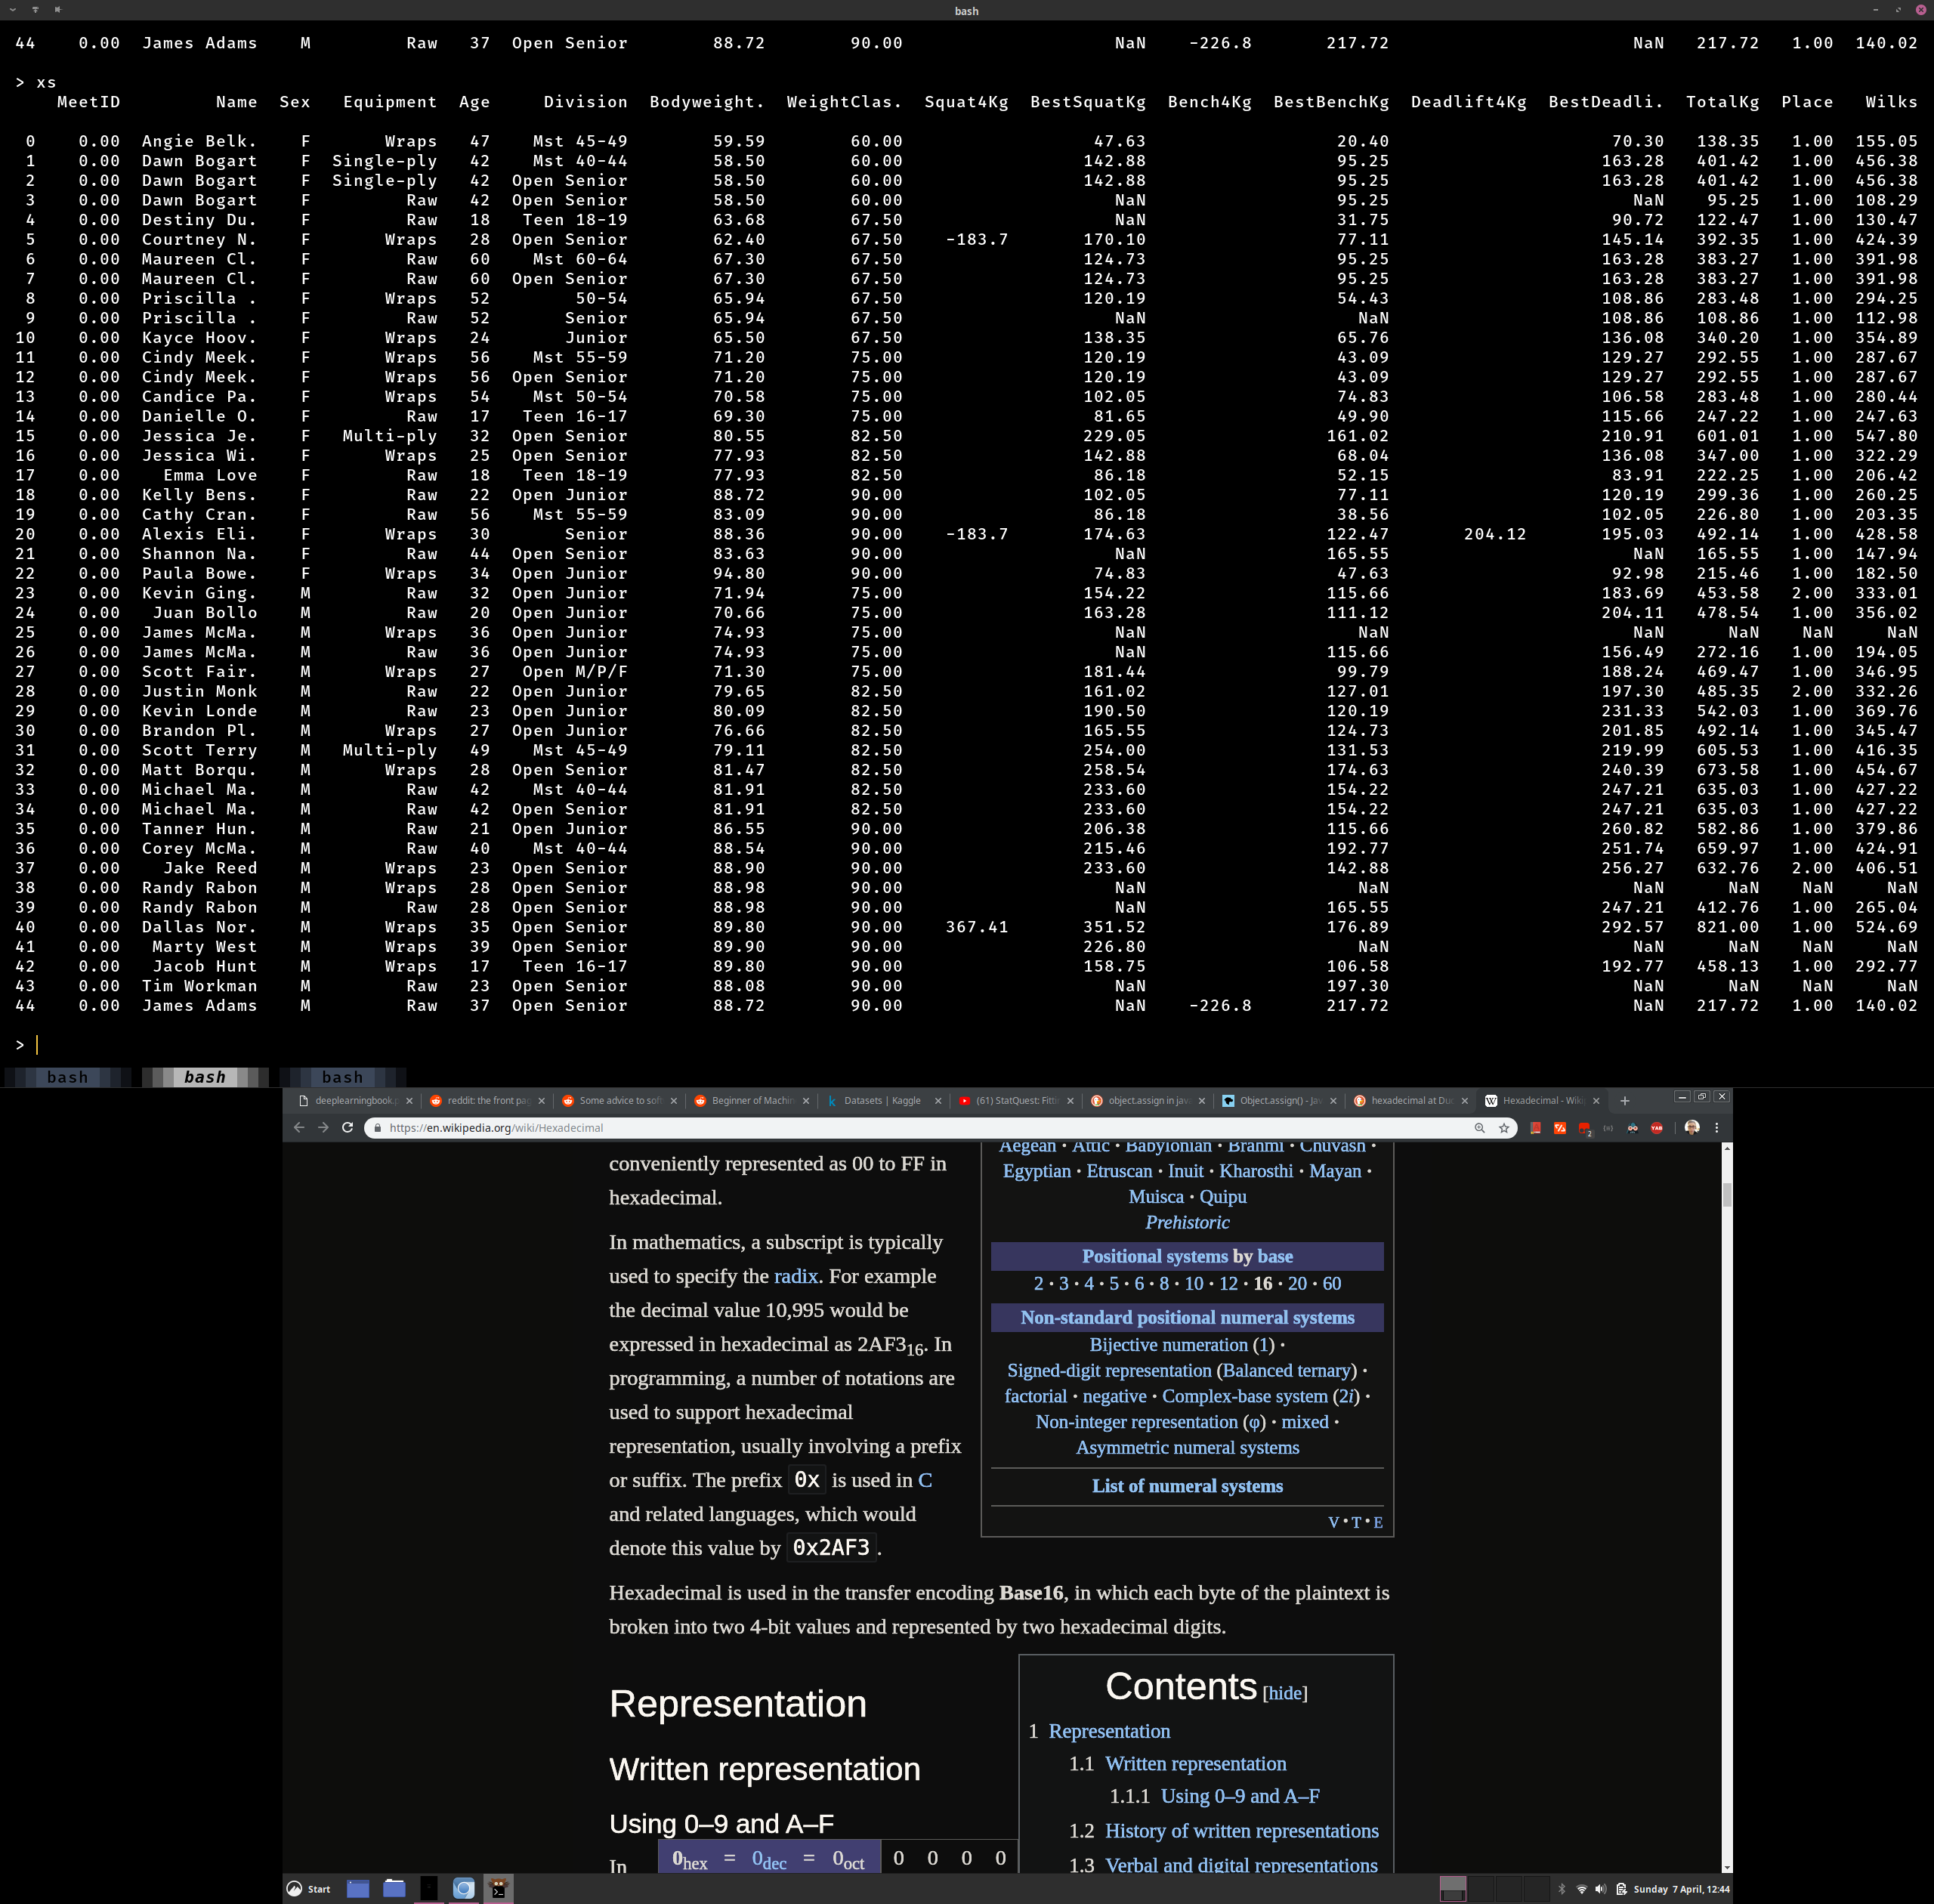 bash
44 0.00 James Adams M Raw 37 Open Senior 88.72 90.00 NaN -226.8 217.72 NaN 217.72 1.00 140.02
> xs
MeetID Name Sex Equipment Age Division Bodyweight. WeightClas. Squat4Kg BestSquatKg Bench4Kg BestBenchKg Deadlift4Kg BestDeadli. TotalKg Place Wilks
0 0.00 Angie Belk. F Wraps 47 Mst 45-49 59.59 60.00 47.63 20.40 70.30 138.35 1.00 155.05
1 0.00 Dawn Bogart F Single-ply 42 Mst 40-44 58.50 60.00 142.88 95.25 163.28 401.42 1.00 456.38
2 0.00 Dawn Bogart F Single-ply 42 Open Senior 58.50 60.00 142.88 95.25 163.28 401.42 1.00 456.38
3 0.00 Dawn Bogart F Raw 42 Open Senior 58.50 60.00 NaN 95.25 NaN 95.25 1.00 108.29
4 0.00 Destiny Du. F Raw 18 Teen 18-19 63.68 67.50 NaN 31.75 90.72 122.47 1.00 130.47
5 0.00 Courtney N. F Wraps 28 Open Senior 62.40 67.50 -183.7 170.10 77.11 145.14 392.35 1.00 424.39
6 0.00 Maureen Cl. F Raw 60 Mst 60-64 67.30 67.50 124.73 95.25 163.28 383.27 1.00 391.98
7 0.00 Maureen Cl. F Raw 60 Open Senior 67.30 67.50 124.73 95.25 163.28 383.27 1.00 391.98
8 0.00 Priscilla . F Wraps 52 50-54 65.94 67.50 120.19 54.43 108.86 283.48 1.00 294.25
9 0.00 Priscilla . F Raw 52 Senior 65.94 67.50 NaN NaN 108.86 108.86 1.00 112.98
10 0.00 Kayce Hoov. F Wraps 24 Junior 65.50 67.50 138.35 65.76 136.08 340.20 1.00 354.89
11 0.00 Cindy Meek. F Wraps 56 Mst 55-59 71.20 75.00 120.19 43.09 129.27 292.55 1.00 287.67
12 0.00 Cindy Meek. F Wraps 56 Open Senior 71.20 75.00 120.19 43.09 129.27 292.55 1.00 287.67
13 0.00 Candice Pa. F Wraps 54 Mst 50-54 70.58 75.00 102.05 74.83 106.58 283.48 1.00 280.44
14 0.00 Danielle O. F Raw 17 Teen 16-17 69.30 75.00 81.65 49.90 115.66 247.22 1.00 247.63
15 0.00 Jessica Je. F Multi-ply 32 Open Senior 80.55 82.50 229.05 161.02 210.91 601.01 1.00 547.80
16 0.00 Jessica Wi. F Wraps 25 Open Senior 77.93 82.50 142.88 68.04 136.08 347.00 1.00 322.29
17 0.00 Emma Love F Raw 18 Teen 18-19 77.93 82.50 86.18 52.15 83.91 222.25 1.00 206.42
18 0.00 Kelly Bens. F Raw 22 Open Junior 88.72 90.00 102.05 77.11 120.19 299.36 1.00 260.25
19 0.00 Cathy Cran. F Raw 56 Mst 55-59 83.09 90.00 86.18 38.56 102.05 226.80 1.00 203.35
20 0.00 Alexis Eli. F Wraps 30 Senior 88.36 90.00 -183.7 174.63 122.47 204.12 195.03 492.14 1.00 428.58
21 0.00 Shannon Na. F Raw 44 Open Senior 83.63 90.00 NaN 165.55 NaN 165.55 1.00 147.94
22 0.00 Paula Bowe. F Wraps 34 Open Junior 94.80 90.00 74.83 47.63 92.98 215.46 1.00 182.50
23 0.00 Kevin Ging. M Raw 32 Open Junior 71.94 75.00 154.22 115.66 183.69 453.58 2.00 333.01
24 0.00 Juan Bollo M Raw 20 Open Junior 70.66 75.00 163.28 111.12 204.11 478.54 1.00 356.02
25 0.00 James McMa. M Wraps 36 Open Junior 74.93 75.00 NaN NaN NaN NaN NaN NaN
26 0.00 James McMa. M Raw 36 Open Junior 74.93 75.00 NaN 115.66 156.49 272.16 1.00 194.05
27 0.00 Scott Fair. M Wraps 27 Open M/P/F 71.30 75.00 181.44 99.79 188.24 469.47 1.00 346.95
28 0.00 Justin Monk M Raw 22 Open Junior 79.65 82.50 161.02 127.01 197.30 485.35 2.00 332.26
29 0.00 Kevin Londe M Raw 23 Open Junior 80.09 82.50 190.50 120.19 231.33 542.03 1.00 369.76
30 0.00 Brandon Pl. M Wraps 27 Open Junior 76.66 82.50 165.55 124.73 201.85 492.14 1.00 345.47
31 0.00 Scott Terry M Multi-ply 49 Mst 45-49 79.11 82.50 254.00 131.53 219.99 605.53 1.00 416.35
32 0.00 Matt Borqu. M Wraps 28 Open Senior 81.47 82.50 258.54 174.63 240.39 673.58 1.00 454.67
33 0.00 Michael Ma. M Raw 42 Mst 40-44 81.91 82.50 233.60 154.22 247.21 635.03 1.00 427.22
34 0.00 Michael Ma. M Raw 42 Open Senior 81.91 82.50 233.60 154.22 247.21 635.03 1.00 427.22
35 0.00 Tanner Hun. M Raw 21 Open Junior 86.55 90.00 206.38 115.66 260.82 582.86 1.00 379.86
36 0.00 Corey McMa. M Raw 40 Mst 40-44 88.54 90.00 215.46 192.77 251.74 659.97 1.00 424.91
37 0.00 Jake Reed M Wraps 23 Open Senior 88.90 90.00 233.60 142.88 256.27 632.76 2.00 406.51
38 0.00 Randy Rabon M Wraps 28 Open Senior 88.98 90.00 NaN NaN NaN NaN NaN NaN
39 0.00 Randy Rabon M Raw 28 Open Senior 88.98 90.00 NaN 165.55 247.21 412.76 1.00 265.04
40 0.00 Dallas Nor. M Wraps 35 Open Senior 89.80 90.00 367.41 351.52 176.89 292.57 821.00 1.00 524.69
41 0.00 Marty West M Wraps 39 Open Senior 89.90 90.00 226.80 NaN NaN NaN NaN NaN
42 0.00 Jacob Hunt M Wraps 17 Teen 16-17 89.80 90.00 158.75 106.58 192.77 458.13 1.00 292.77
43 0.00 Tim Workman M Raw 23 Open Senior 88.08 90.00 NaN 197.30 NaN NaN NaN NaN
44 0.00 James Adams M Raw 37 Open Senior 88.72 90.00 NaN -226.8 217.72 NaN 217.72 1.00 140.02
>
bash bash bash
deeplearningbook. reddit: the front pag Some advice to soft Beginner of Machin Datasets | Kaggle (61) StatQuest: Fittin object.assign in java Object.assign() - Jav hexadecimal at Duc Hexadecimal - Wiki
https://en.wikipedia.org/wiki/Hexadecimal
conveniently represented as 00 to FF in
hexadecimal.
In mathematics, a subscript is typically
used to specify the radix. For example
the decimal value 10,995 would be
expressed in hexadecimal as 2AF316. In
programming, a number of notations are
used to support hexadecimal
representation, usually involving a prefix
or suffix. The prefix 0x is used in C
and related languages, which would
denote this value by 0x2AF3.
Aegean • Attic • Babylonian • Brahmi • Chuvash •
Egyptian • Etruscan • Inuit • Kharosthi • Mayan •
Muisca • Quipu
Prehistoric
Positional systems by base
2 • 3 • 4 • 5 • 6 • 8 • 10 • 12 • 16 • 20 • 60
Non-standard positional numeral systems
Bijective numeration (1) •
Signed-digit representation (Balanced ternary) •
factorial • negative • Complex-base system (2i) •
Non-integer representation (φ) • mixed •
Asymmetric numeral systems
List of numeral systems
V • T • E
Hexadecimal is used in the transfer encoding Base16, in which each byte of the plaintext is
broken into two 4-bit values and represented by two hexadecimal digits.
Representation
Written representation
Using 0–9 and A–F
In
0hex = 0dec = 0oct 0 0 0 0
Contents [hide]
1 Representation
1.1 Written representation
1.1.1 Using 0–9 and A–F
1.2 History of written representations
1.3 Verbal and digital representations
Start
Sunday 7 April, 12:44